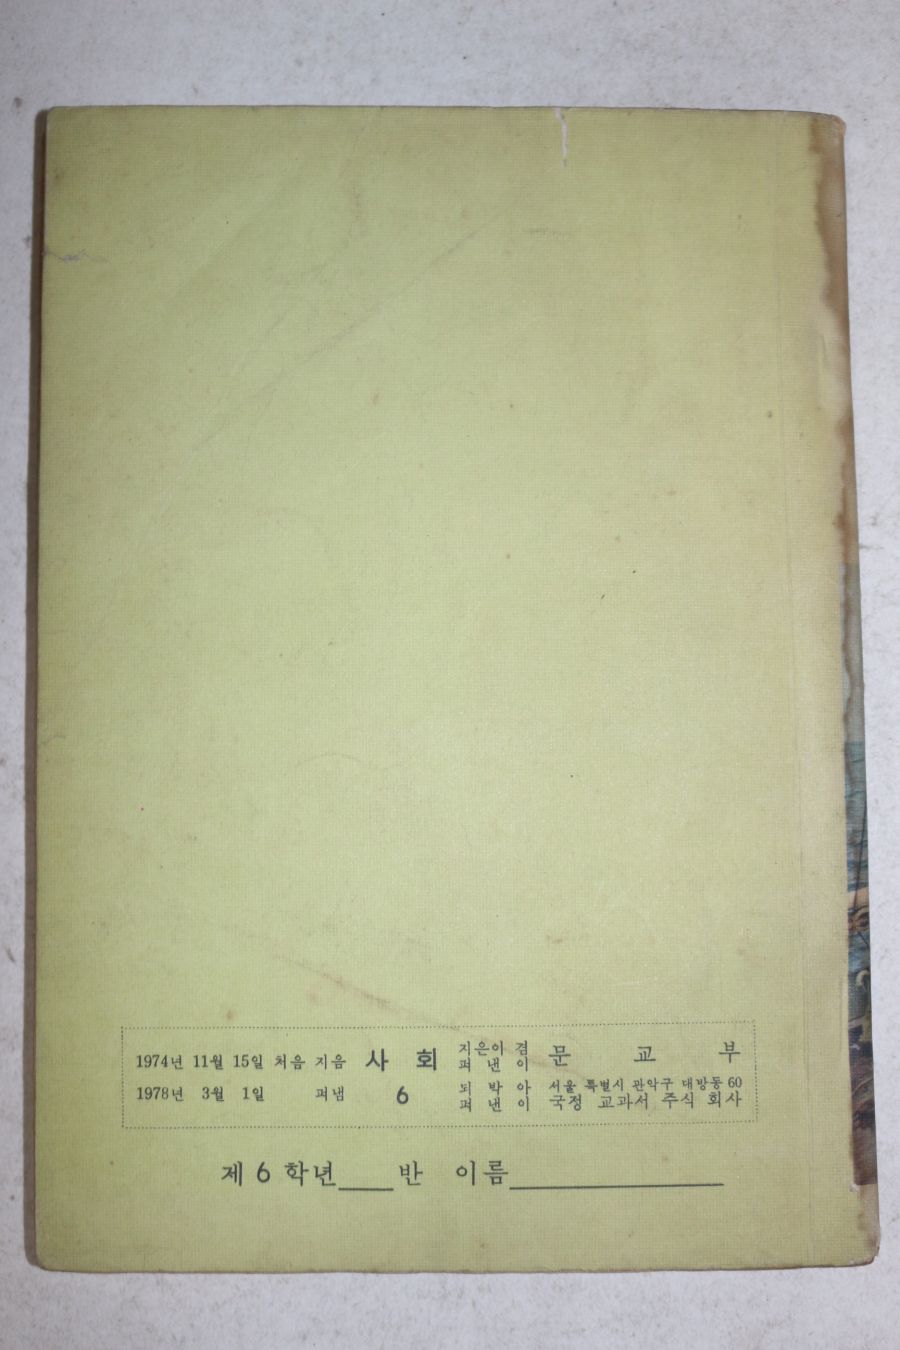 1974년 11월 15일 처음 지음 사 회 지은이 겸 펴 낸 이 문 교 부
1978년 3월 1일 펴냄 6 되 박 아 펴 낸 이 서울 특별시 관악구 대방동 60 국정 교과서 주식 회사
제 6 학년 반 이름